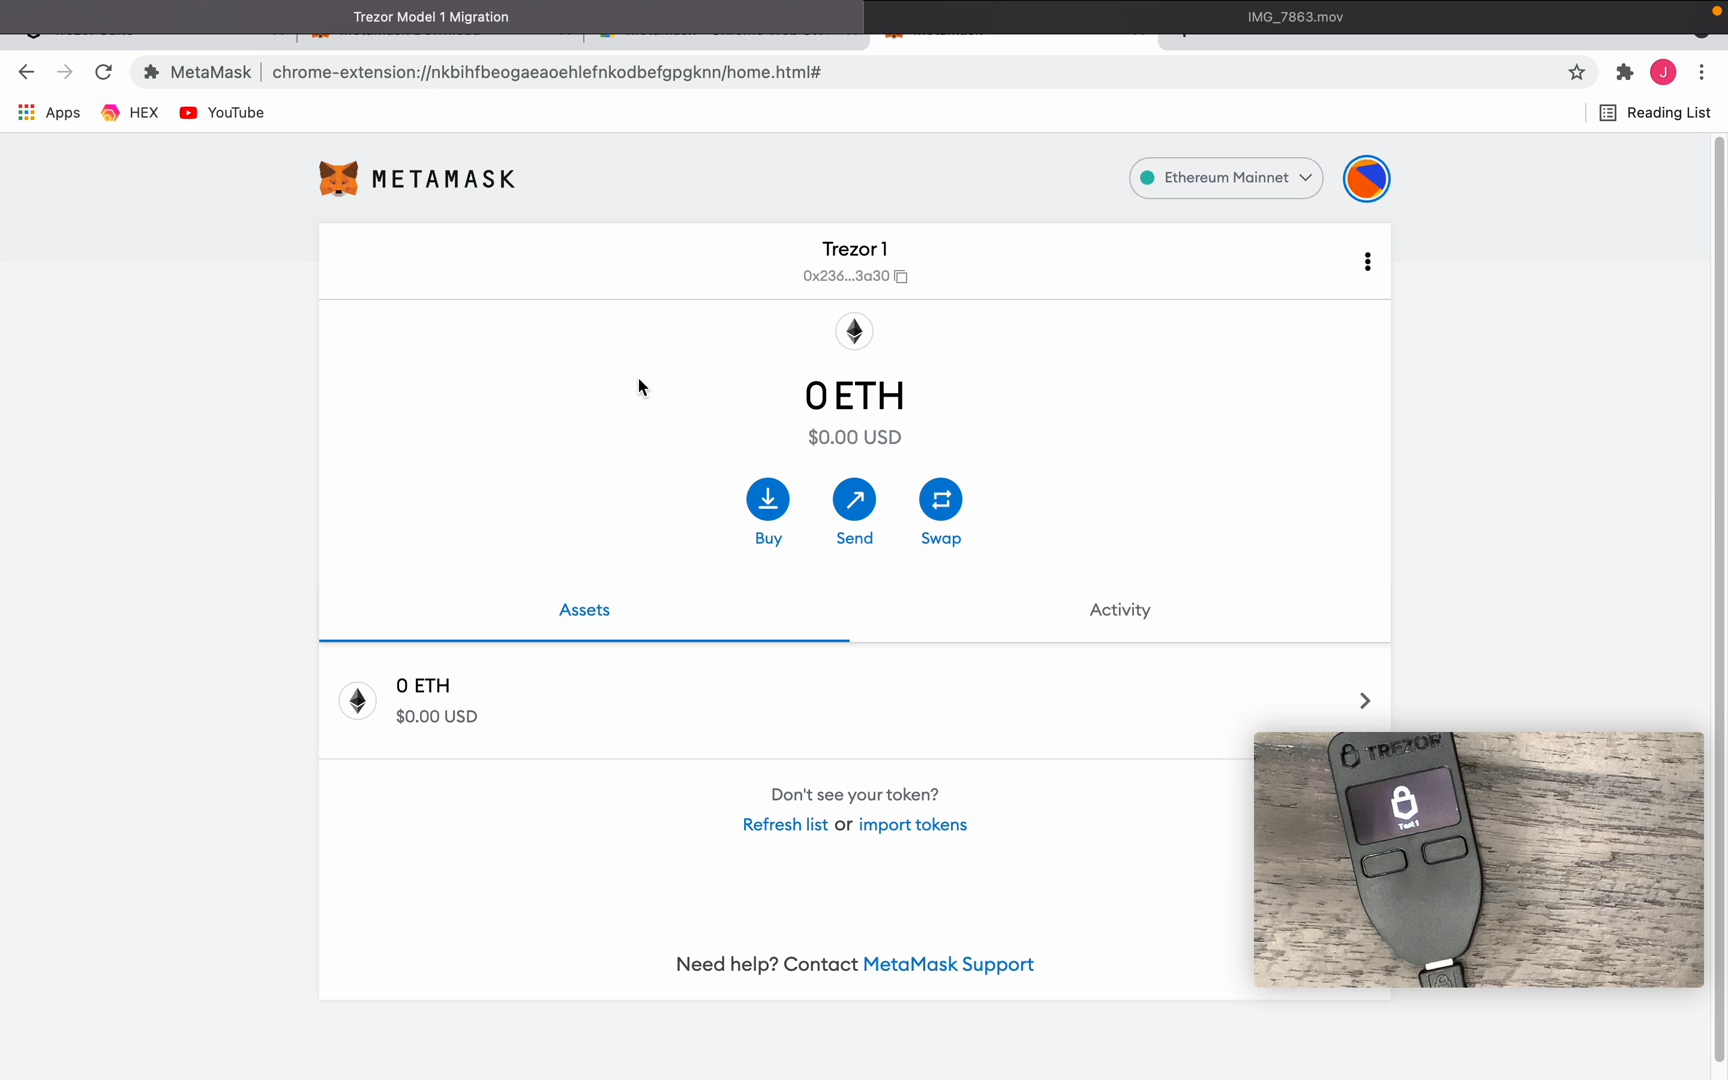 Trezor Model 1 Migration
IMG_7863.mov
MetaMask
chrome-extension://nkbihfbeogaeaoehlefnkodbefgpgknn/home.html#
J
Apps
HEX
YouTube
Reading List
METAMASK
Ethereum Mainnet
Trezor 1
0x236...3a30
0 ETH
$0.00 USD
Buy
Send
Swap
Assets
Activity
0 ETH
$0.00 USD
Don't see your token?
Refresh list or import tokens
Need help? Contact MetaMask Support
TREZOR